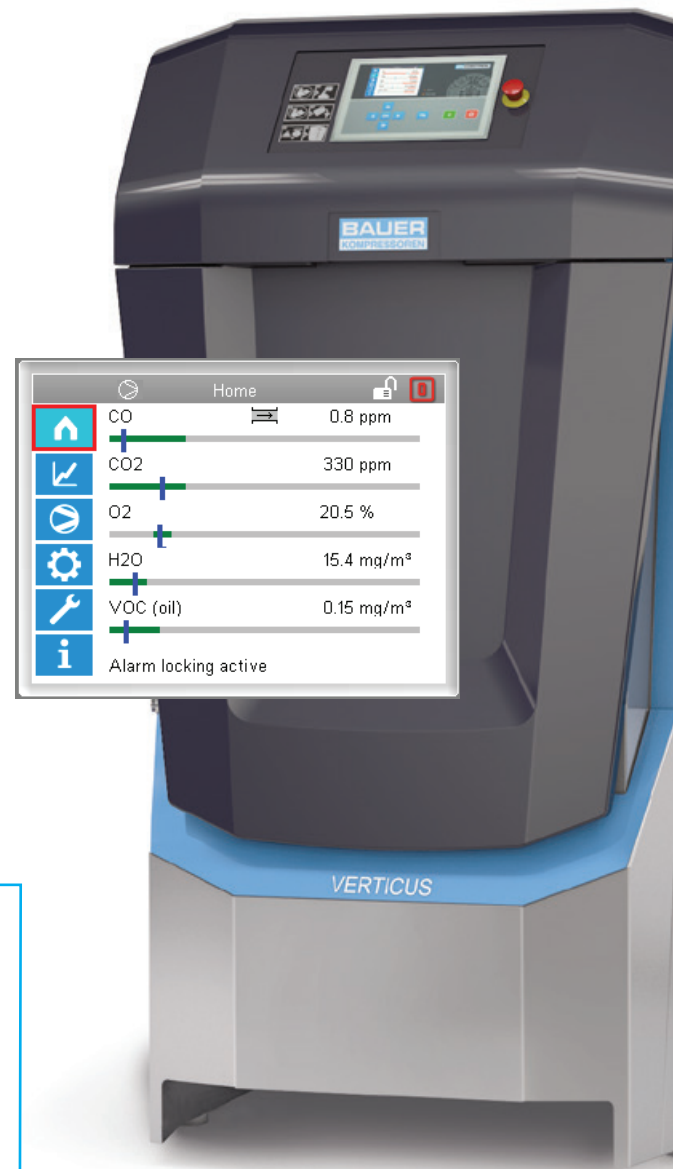 BAUER
KOMPRESSOREN
Home
CO 0.8 ppm
CO2 330 ppm
O2 20.5 %
H2O 15.4 mg/m³
VOC (oil) 0.15 mg/m³
Alarm locking active
VERTICUS